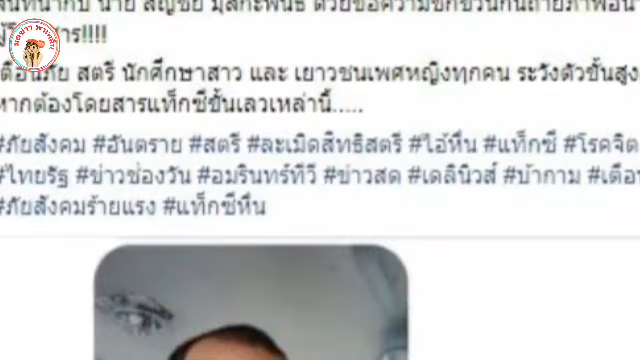 นาย สัญชัย
ด้วยข้อความชักชวนกันถ่ายภาพอนา
ผู้โดยสาร!!!!
เตือนภัย สตรี นักศึกษาสาว และ เยาวชนเพศหญิงทุกคน ระวังตัวขั้นสูง
หากต้องโดยสารแท็กซี่ขั้นเลวเหล่านี้.....
#ภัยสังคม #อันตราย #สตรี #ละเมิดสิทธิสตรี #ไอ้หื่น #แท็กซี่ #โรคจิต
#ไทยรัฐ #ข่าวช่องวัน #อมรินทร์ทีวี #ข่าวสด #เดลินิวส์ #บ้ากาม #เตือน
#ภัยสังคมร้ายแรง #แท็กซี่หื่น